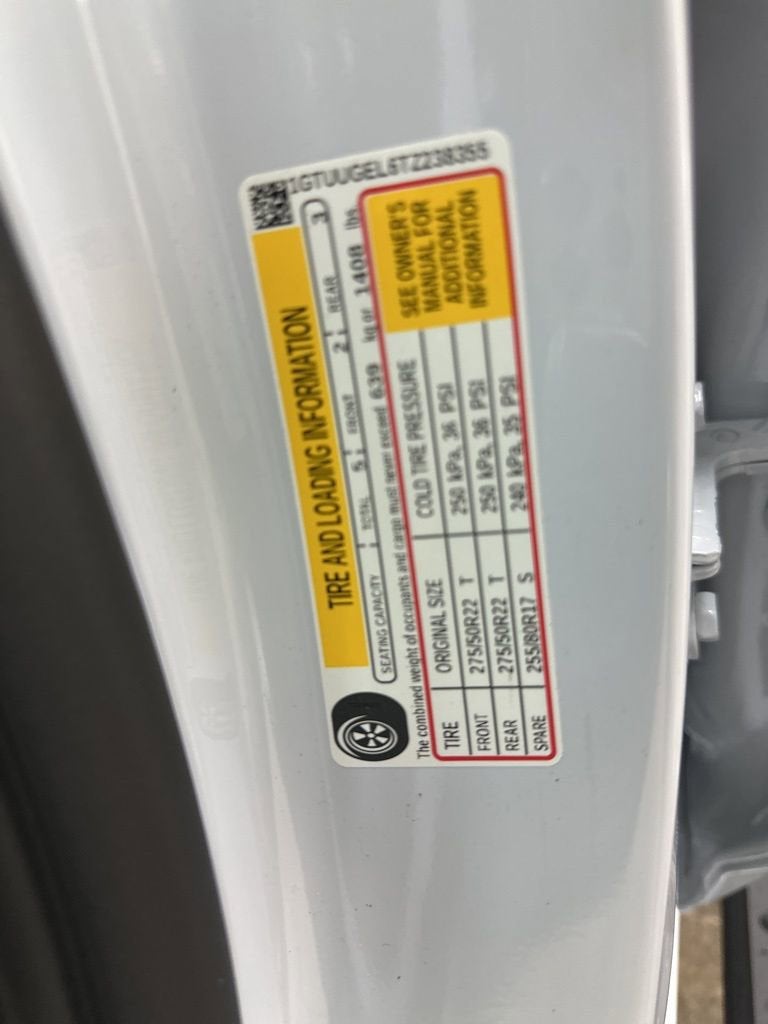 1GTUUGEL5TZ238355
TIRE AND LOADING INFORMATION
SEATING CAPACITY | TOTAL 5 | FRONT 2 | REAR 3
The combined weight of occupants and cargo must never exceed 639 kg or 1408 lbs
TIRE ORIGINAL SIZE COLD TIRE PRESSURE
FRONT 275/50R22 T 250 kPa, 36 PSI
REAR 275/50R22 T 250 kPa, 36 PSI
SPARE 255/80R17 S 240 kPa, 35 PSI
SEE OWNER'S
MANUAL FOR
ADDITIONAL
INFORMATION